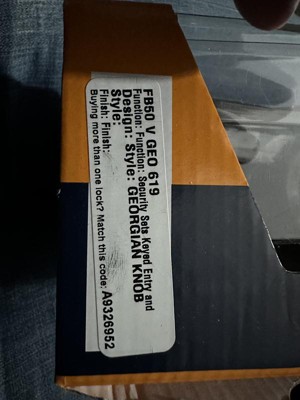 FB50 V GEO 619
Function: Function: Security Sets Keyed Entry and
Design: Style: GEORGIAN KNOB
Style:
Finish: Finish:
Buying more than one lock? Match this code: A9326952